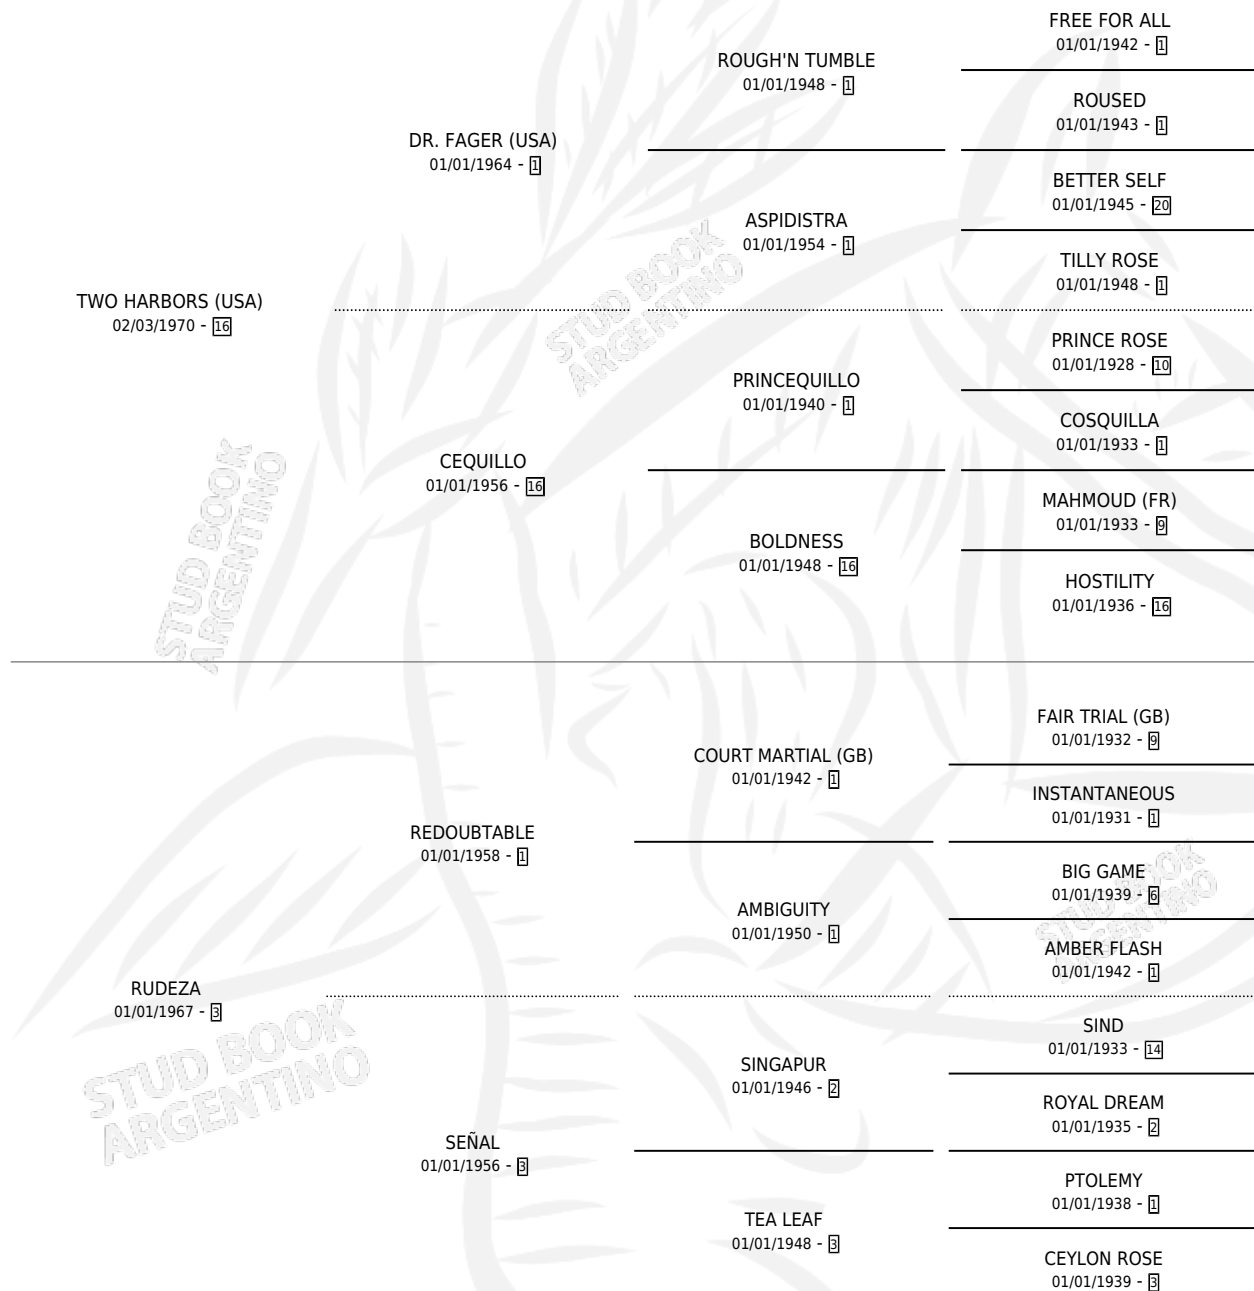 FREE FOR ALL
01/01/1942 - 1
ROUGH'N TUMBLE
01/01/1948 - 1
ROUSED
01/01/1943 - 1
DR. FAGER (USA)
01/01/1964 - 1
BETTER SELF
01/01/1945 - 20
ASPIDISTRA
01/01/1954 - 1
TILLY ROSE
01/01/1948 - 1
TWO HARBORS (USA)
02/03/1970 - 16
PRINCE ROSE
01/01/1928 - 10
PRINCEQUILLO
01/01/1940 - 1
COSQUILLA
01/01/1933 - 1
CEQUILLO
01/01/1956 - 16
MAHMOUD (FR)
01/01/1933 - 9
BOLDNESS
01/01/1948 - 16
HOSTILITY
01/01/1936 - 16
FAIR TRIAL (GB)
01/01/1932 - 9
COURT MARTIAL (GB)
01/01/1942 - 1
INSTANTANEOUS
01/01/1931 - 1
REDOUBTABLE
01/01/1958 - 1
BIG GAME
01/01/1939 - 6
AMBIGUITY
01/01/1950 - 1
AMBER FLASH
01/01/1942 - 1
RUDEZA
01/01/1967 - 3
SIND
01/01/1933 - 14
SINGAPUR
01/01/1946 - 2
ROYAL DREAM
01/01/1935 - 2
SEÑAL
01/01/1956 - 3
PTOLEMY
01/01/1938 - 1
TEA LEAF
01/01/1948 - 3
CEYLON ROSE
01/01/1939 - 3
STUD BOOK
ARGENTINO
STUD BOOK
ARGENTINO
STUD BOOK
ARGENTINO
STUD BOOK
ARGENTINO